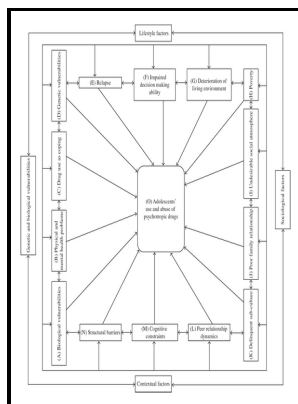 Lifestyle factors
(E) Relapse
(F) Impaired
decision making
ability
(G) Deterioration of
living environment
(D) Genetic vulnerabilities
(C) Drug use as coping
(B) Physical and
mental health problems
(A) Biological vulnerabilities
Genetic and biological vulnerabilities
(O) Adolescents'
use and abuse of
psychotropic drugs
(H) Poverty
(I) Undesirable social atmosphere
(J) Poor family relationship
(K) Delinquent sub-culture
Sociological factors
(N) Structural barriers
(M) Cognitive
constraints
(L) Peer relationship
dynamics
Contextual factors